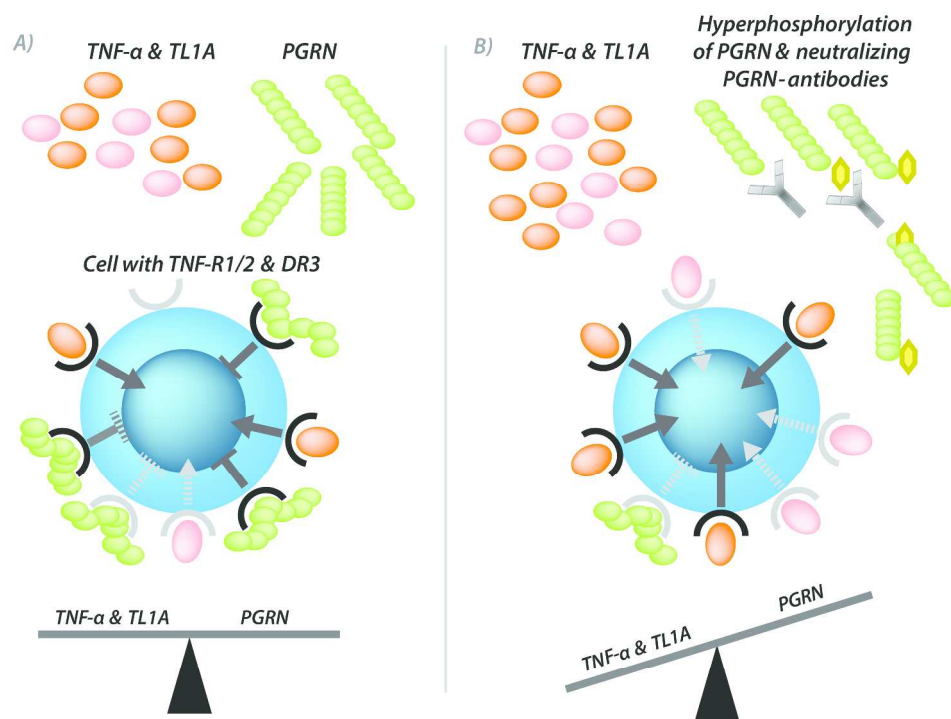 A)
TNF-α & TL1A
PGRN
Cell with TNF-R1/2 & DR3
TNF-α & TL1A
PGRN
B)
TNF-α & TL1A
Hyperphosphorylation
of PGRN & neutralizing
PGRN-antibodies
TNF-α & TL1A
PGRN